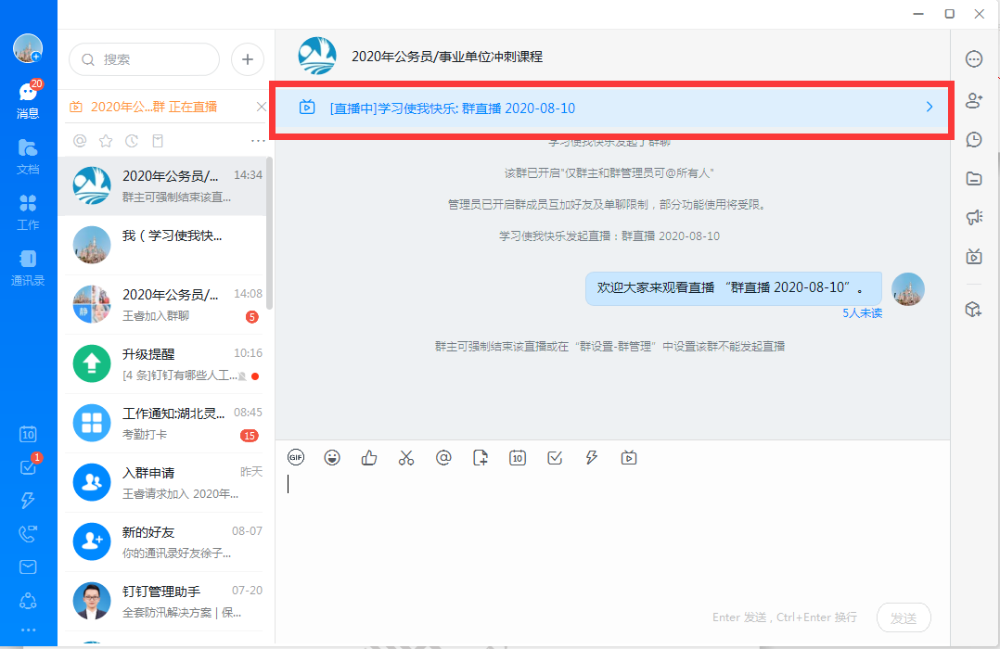 20
消息
文档
工作
通讯录
10
1
搜索
2020年公...群 正在直播
2020年公务员/...
14:34
群主可强制结束该直...
我（学习使我快...
2020年公务员/...
14:08
王睿加入群聊
5
升级提醒
10:16
[4 条]钉钉有哪些人工...
工作通知:湖北灵...
08:45
考勤打卡
15
入群申请
昨天
王睿请求加入 2020年...
新的好友
08-07
你的通讯录好友徐子...
钉钉管理助手
07-20
全套防汛解决方案 | 保...
2020年公务员/事业单位冲刺课程
[直播中]学习使我快乐: 群直播 2020-08-10
学习使我快乐发起了群聊
该群已开启"仅群主和群管理员可@所有人"
管理员已开启群成员互加好友及单聊限制，部分功能使用将受限。
学习使我快乐发起直播：群直播 2020-08-10
欢迎大家来观看直播 “群直播 2020-08-10” 。
5人未读
群主可强制结束该直播或在 “群设置-群管理” 中设置该群不能发起直播
GIF
10
Enter 发送 , Ctrl+Enter 换行
发送